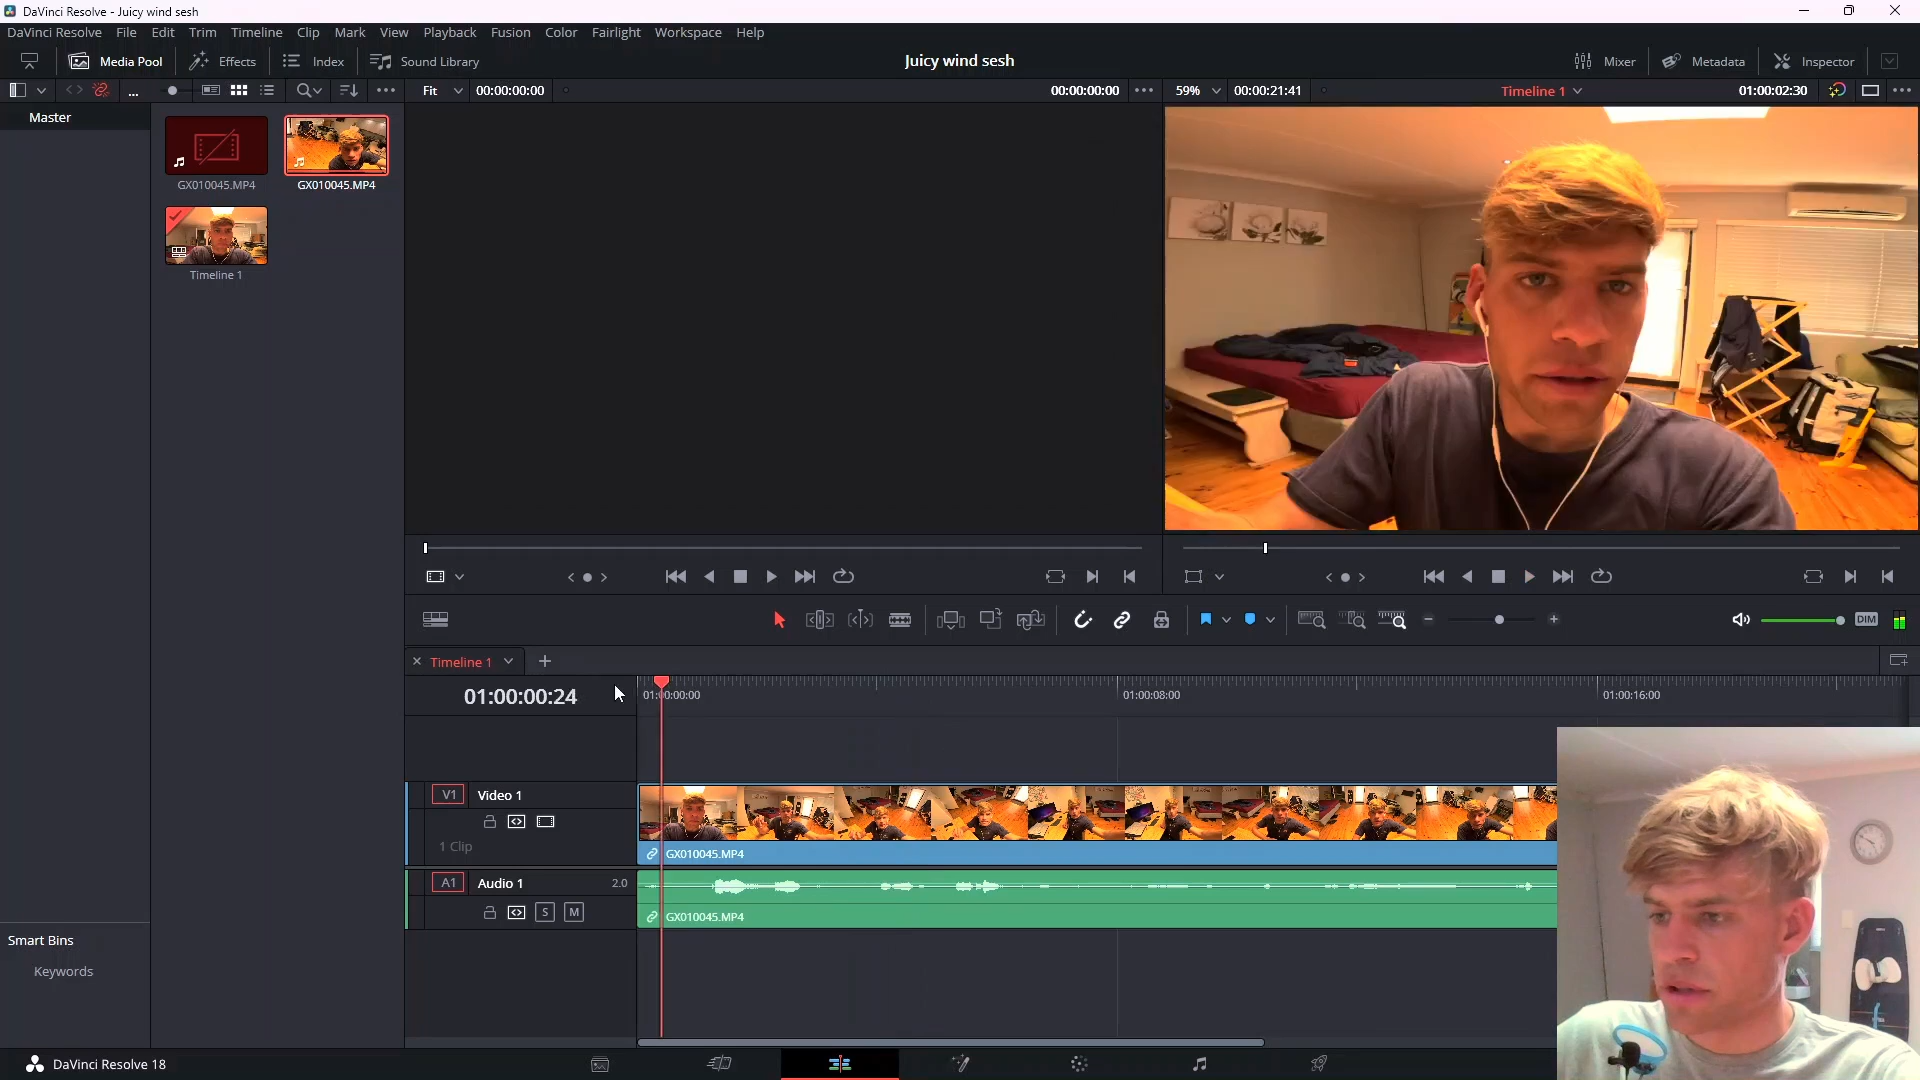 DaVinci Resolve - Juicy wind sesh
DaVinci Resolve File Edit Trim Timeline Clip Mark View Playback Fusion Color Fairlight Workspace Help
Media Pool Effects Index Sound Library Juicy wind sesh Mixer Metadata Inspector
... Fit 00:00:00:00 00:00:00:00 59% 00:00:21:41 Timeline 1 01:00:02:30
Master
GX010045.MP4 GX010045.MP4
Timeline 1
DIM
Timeline 1
01:00:00:24 01:00:00:00 01:00:08:00 01:00:16:00
V1 Video 1
1 Clip
GX010045.MP4
A1 Audio 1 2.0
S M
GX010045.MP4
Smart Bins
Keywords
DaVinci Resolve 18